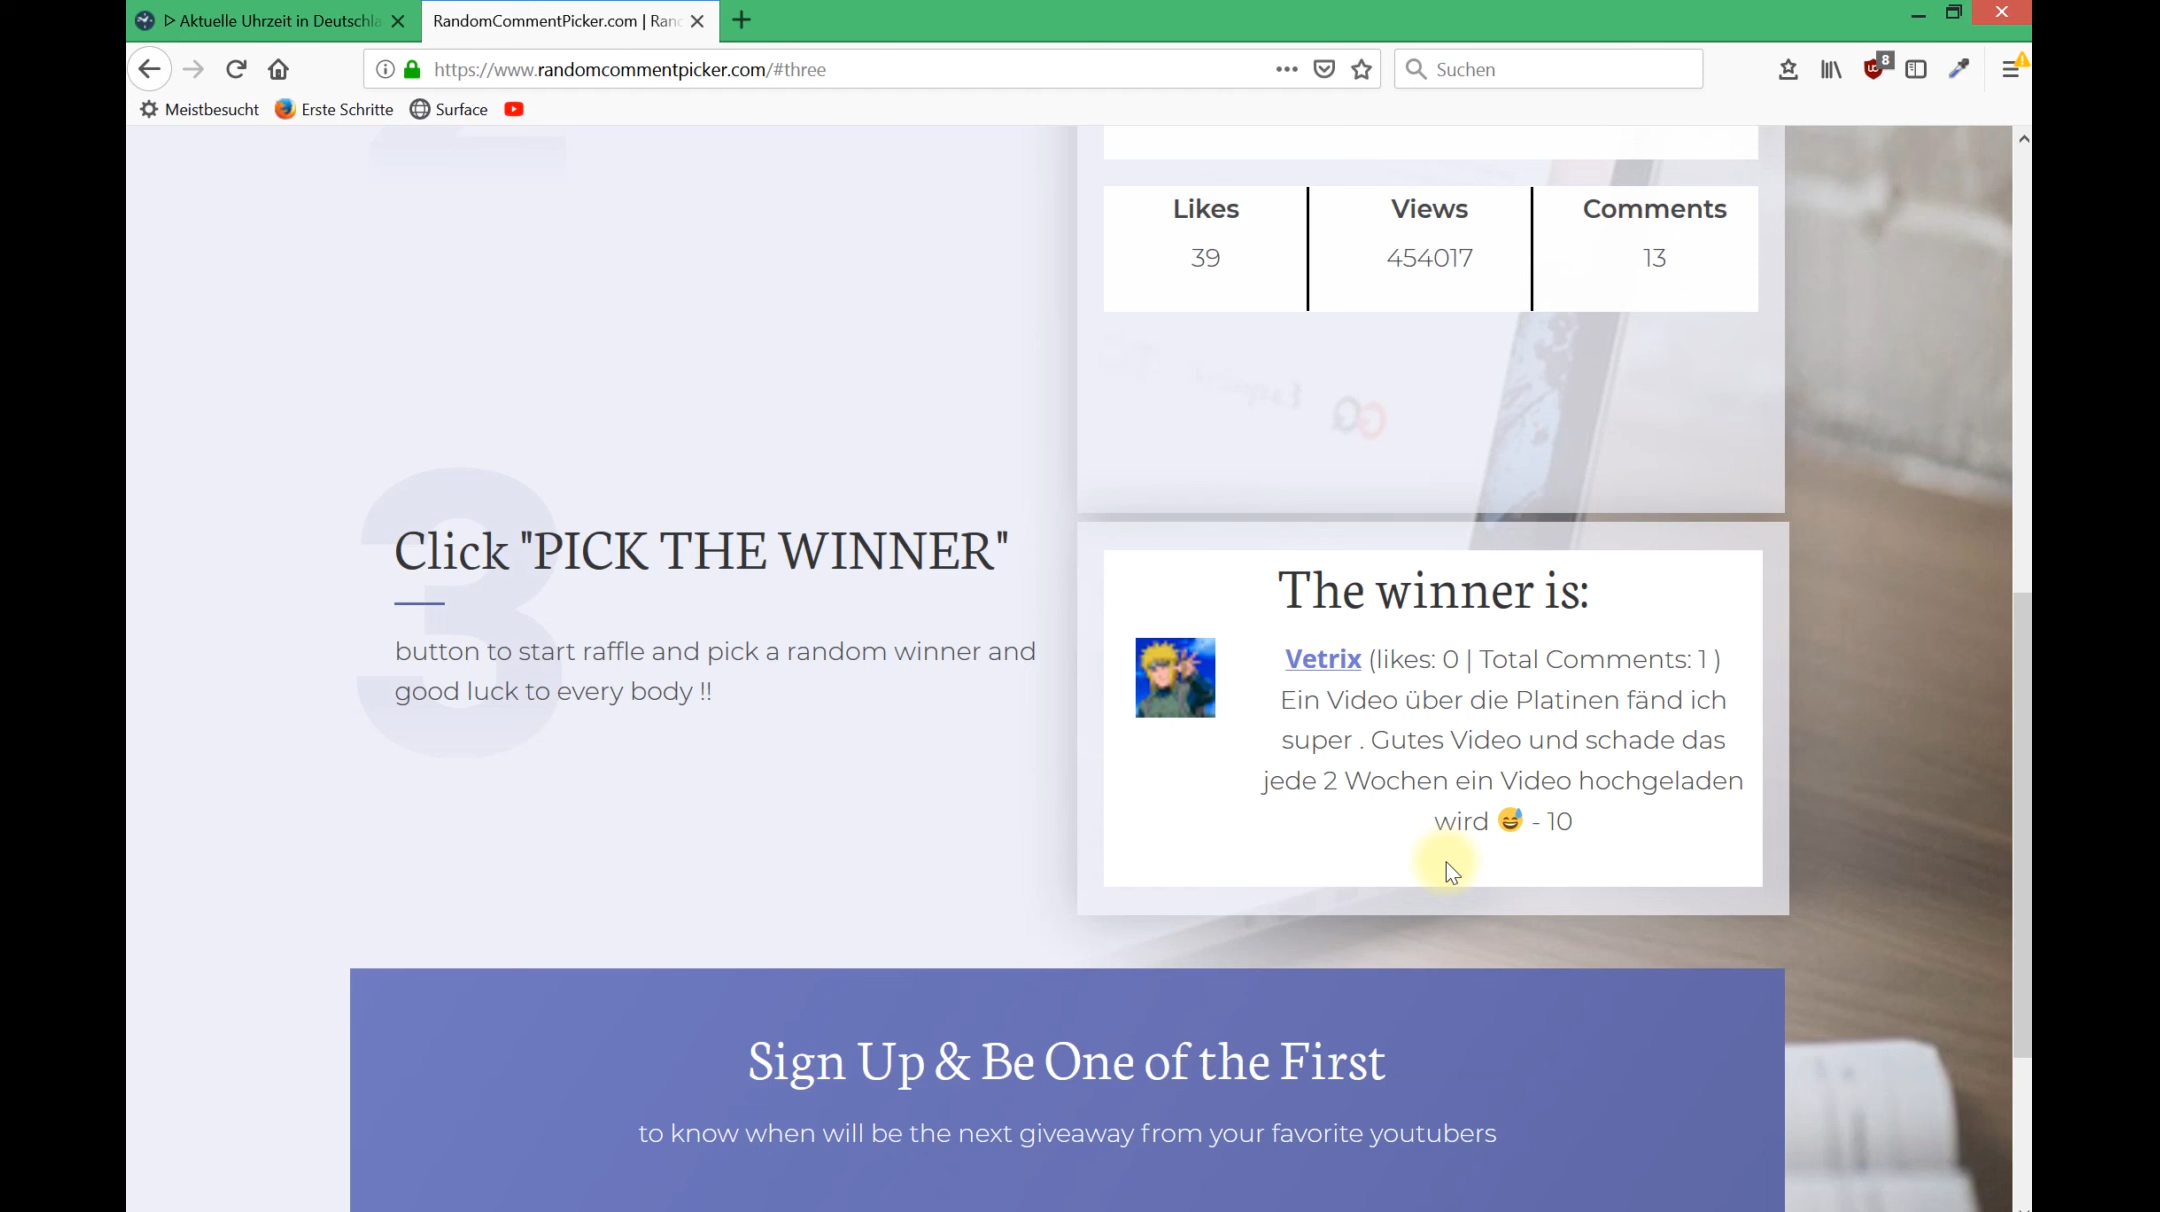 ▷ Aktuelle Uhrzeit in Deutschla
RandomCommentPicker.com | Ran
https://www.randomcommentpicker.com/#three
Suchen
8
Meistbesucht
Erste Schritte
Surface
Likes
Views
Comments
39
454017
13
GQ
3
Click "PICK THE WINNER"
button to start raffle and pick a random winner and
good luck to every body !!
The winner is:
Vetrix (likes: 0 | Total Comments: 1 )
Ein Video über die Platinen fänd ich
super . Gutes Video und schade das
jede 2 Wochen ein Video hochgeladen
wird 😅 - 10
Sign Up & Be One of the First
to know when will be the next giveaway from your favorite youtubers